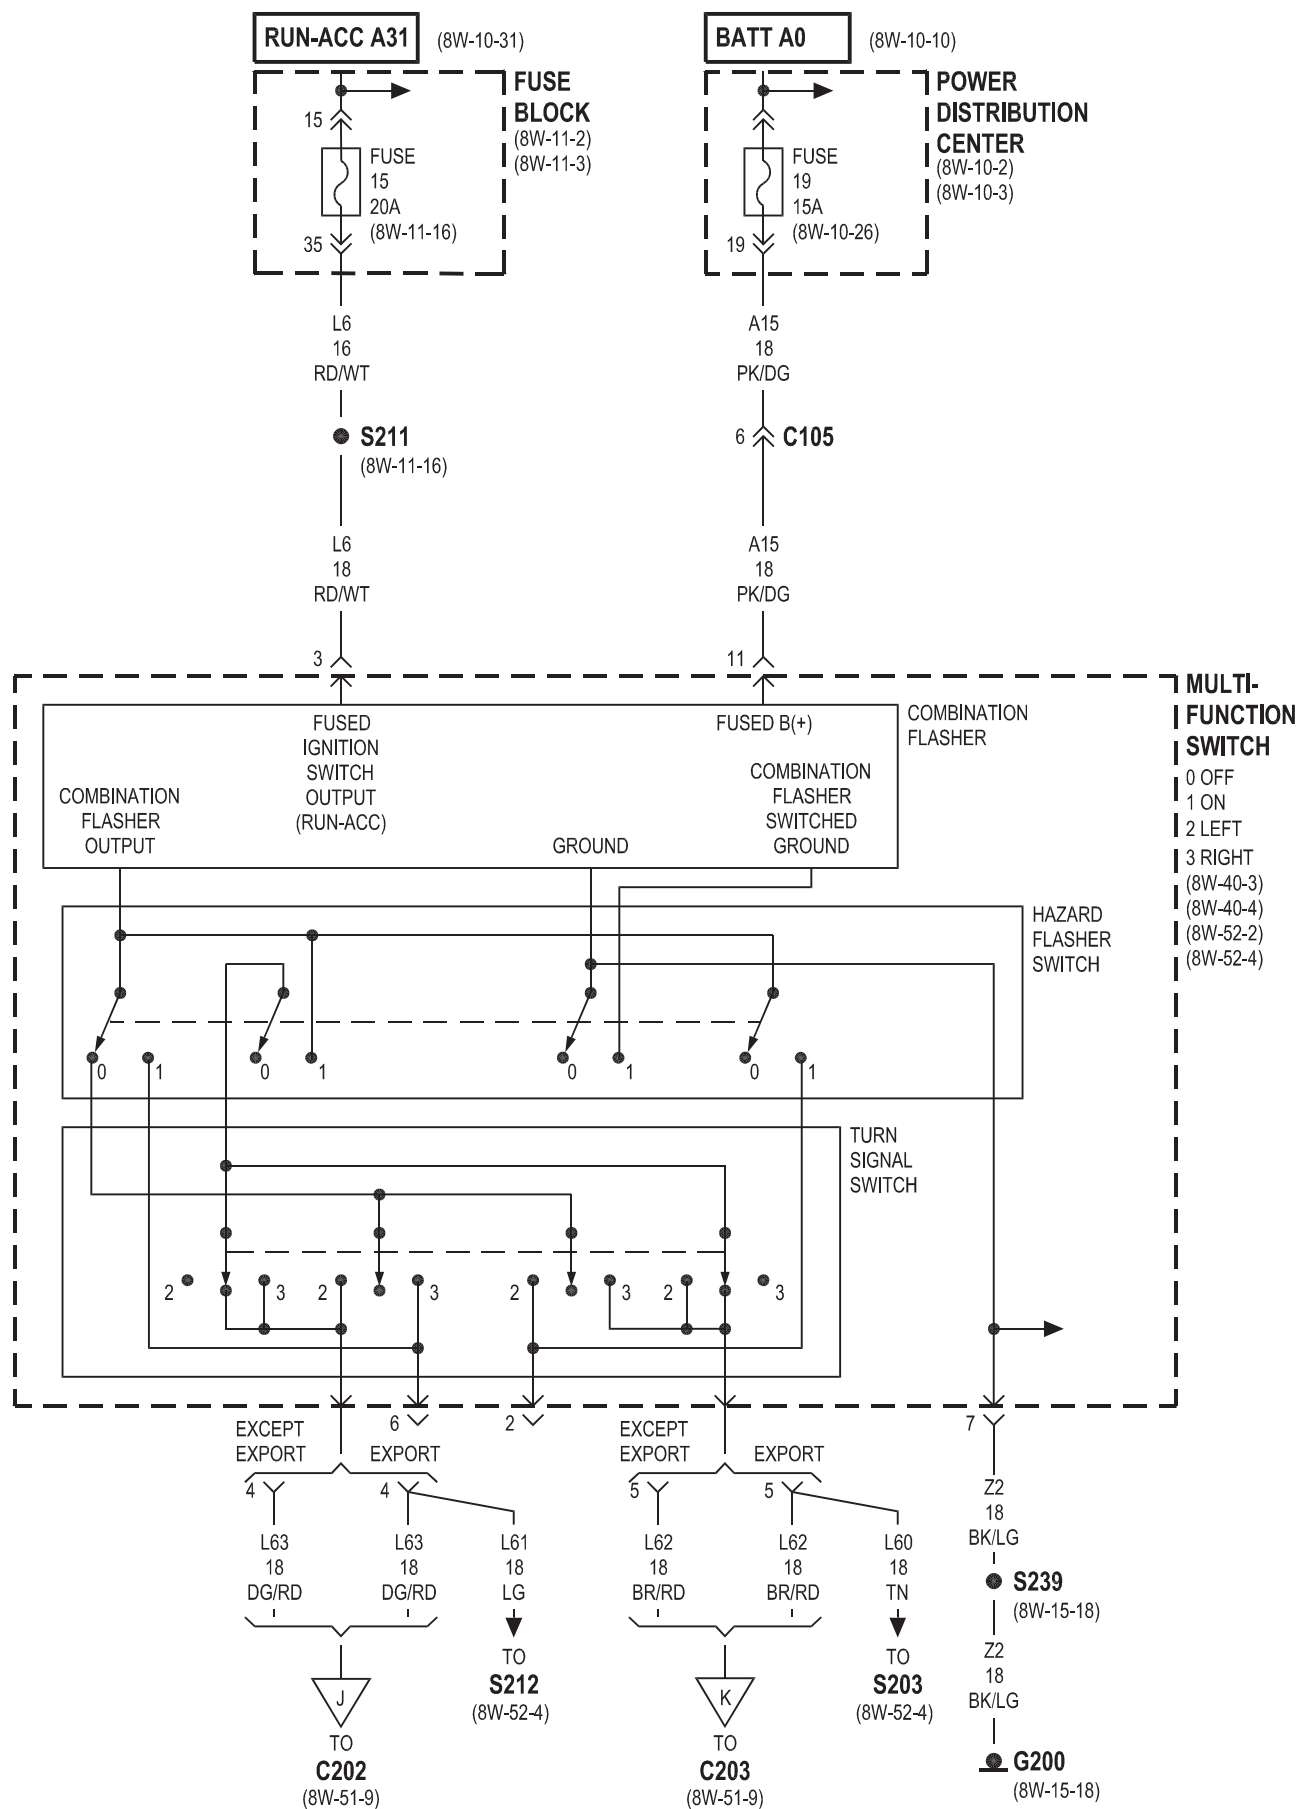 RUN-ACC A31 (8W-10-31)
BATT A0 (8W-10-10)
FUSE
BLOCK
(8W-11-2)
(8W-11-3)
15
FUSE
15
20A
(8W-11-16)
35
POWER
DISTRIBUTION
CENTER
(8W-10-2)
(8W-10-3)
FUSE
19
15A
(8W-10-26)
19
L6
16
RD/WT
A15
18
PK/DG
S211
(8W-11-16)
6 C105
L6
18
RD/WT
A15
18
PK/DG
3
11
MULTI-
FUNCTION
SWITCH
0 OFF
1 ON
2 LEFT
3 RIGHT
(8W-40-3)
(8W-40-4)
(8W-52-2)
(8W-52-4)
COMBINATION
FLASHER
FUSED
IGNITION
SWITCH
OUTPUT
(RUN-ACC)
FUSED B(+)
COMBINATION
FLASHER
OUTPUT
GROUND
COMBINATION
FLASHER
SWITCHED
GROUND
HAZARD
FLASHER
SWITCH
0 1 0 1 0 1 0 1
TURN
SIGNAL
SWITCH
2 3 2 3 2 3 2 3
6 2 7
EXCEPT
EXPORT
EXPORT
EXCEPT
EXPORT
EXPORT
4 4 5 5
L63
18
DG/RD
L63
18
DG/RD
L61
18
LG
TO
S212
(8W-52-4)
L62
18
BR/RD
L62
18
BR/RD
L60
18
TN
TO
S203
(8W-52-4)
Z2
18
BK/LG
S239
(8W-15-18)
Z2
18
BK/LG
G200
(8W-15-18)
J
TO
C202
(8W-51-9)
K
TO
C203
(8W-51-9)